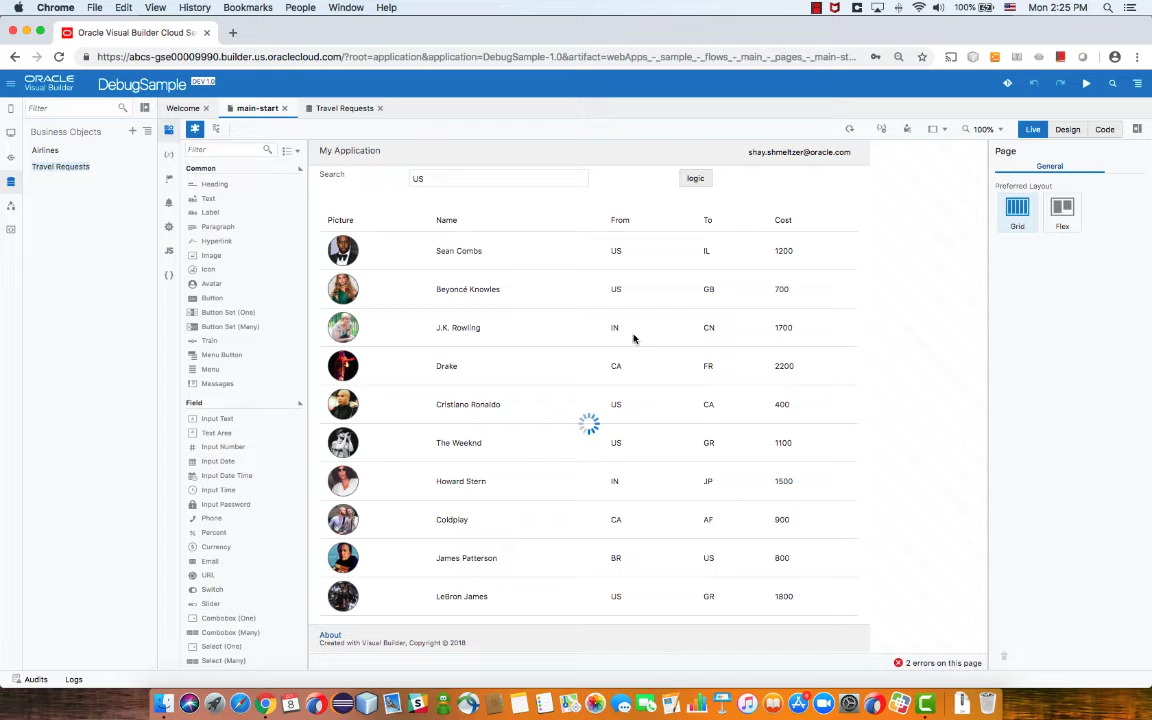 Chrome File Edit View History Bookmarks People Window Help 100% Mon 2:25 PM
Oracle Visual Builder Cloud Se
https://abcs-gse00009990.builder.us.oraclecloud.com/?root=application&application=DebugSample-1.0&artifact=webApps_-_sample_-_flows_-_main_-_pages_-_main-st...
ORACLE
Visual Builder
DebugSample
DEV 1.0
Filter
Welcome
main-start
Travel Requests
Business Objects
Airlines
Travel Requests
Filter
100%
Live
Design
Code
Common
Heading
Text
Label
Paragraph
Hyperlink
Image
Icon
Avatar
Button
Button Set (One)
Button Set (Many)
Train
Menu Button
Menu
Messages
Field
Input Text
Text Area
Input Number
Input Date
Input Date Time
Input Time
Input Password
Phone
Percent
Currency
Email
URL
Switch
Slider
Combobox (One)
Combobox (Many)
Select (One)
Select (Many)
My Application
shay.shmeltzer@oracle.com
Search
US
logic
Picture Name From To Cost
Sean Combs US IL 1200
Beyoncé Knowles US GB 700
J.K. Rowling IN CN 1700
Drake CA FR 2200
Cristiano Ronaldo US CA 400
The Weeknd US GR 1100
Howard Stern IN JP 1500
Coldplay CA AF 900
James Patterson BR US 800
LeBron James US GR 1800
About
Created with Visual Builder, Copyright © 2018
2 errors on this page
Page
General
Preferred Layout
Grid
Flex
Audits
Logs